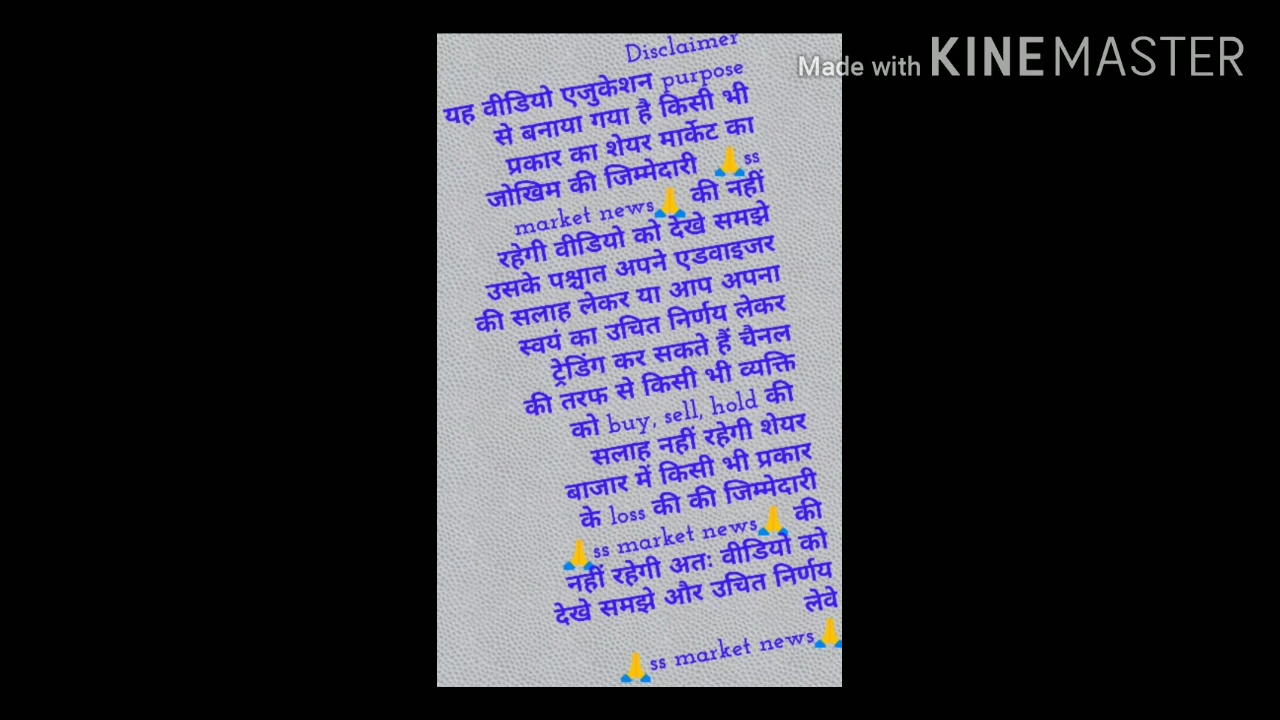 Disclaimer
Made with KINEMASTER
यह वीडियो एजुकेशन purpose
से बनाया गया है किसी भी
प्रकार का शेयर मार्केट का
जोखिम की जिम्मेदारी 🙏ss
market news🙏 की नहीं
रहेगी वीडियो को देखे समझे
उसके पश्चात अपने एडवाइजर
की सलाह लेकर या आप अपना
स्वयं का उचित निर्णय लेकर
ट्रेडिंग कर सकते हैं चैनल
की तरफ से किसी भी व्यक्ति
को buy, sell, hold की
सलाह नहीं रहेगी शेयर
बाजार में किसी भी प्रकार
के loss की की जिम्मेदारी
🙏ss market news🙏 की
नहीं रहेगी अतः वीडियो को
देखे समझे और उचित निर्णय
लेवे
🙏ss market news🙏